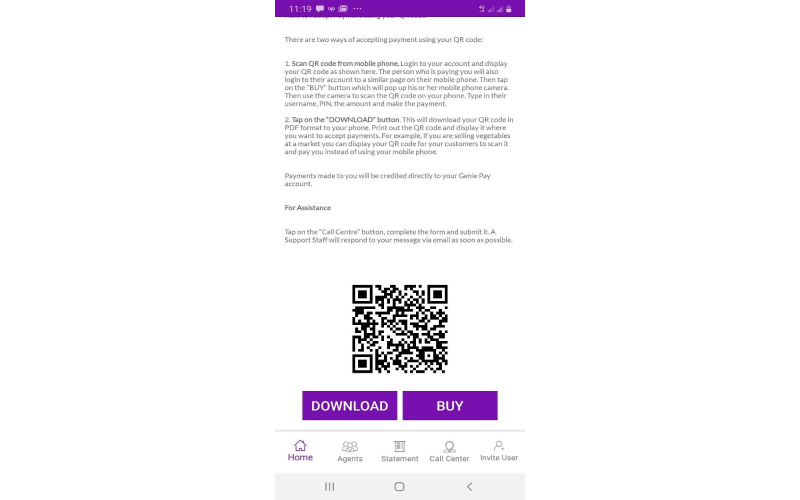 11:19 up ...
There are two ways of accepting payment using your QR code:
1. Scan QR code from mobile phone. Login to your account and display
your QR code as shown here. The person who is paying you will also
login to their account to a similar page on their mobile phone. Then tap
on the "BUY" button which will pop up his or her mobile phone camera.
Then use the camera to scan the QR code on your phone. Type in their
username, PIN, the amount and make the payment.
2. Tap on the "DOWNLOAD" button. This will download your QR code in
PDF format to your phone. Print out the QR code and display it where
you want to accept payments. For example, if you are selling vegetables
at a market you can display your QR code for your customers to scan it
and pay you instead of using your mobile phone.
Payments made to you will be credited directly to your Genie Pay
account.
For Assistance
Tap on the "Call Centre" button, complete the form and submit it. A
Support Staff will respond to your message via email as soon as possible.
DOWNLOAD BUY
Home Agents Statement Call Center Invite User